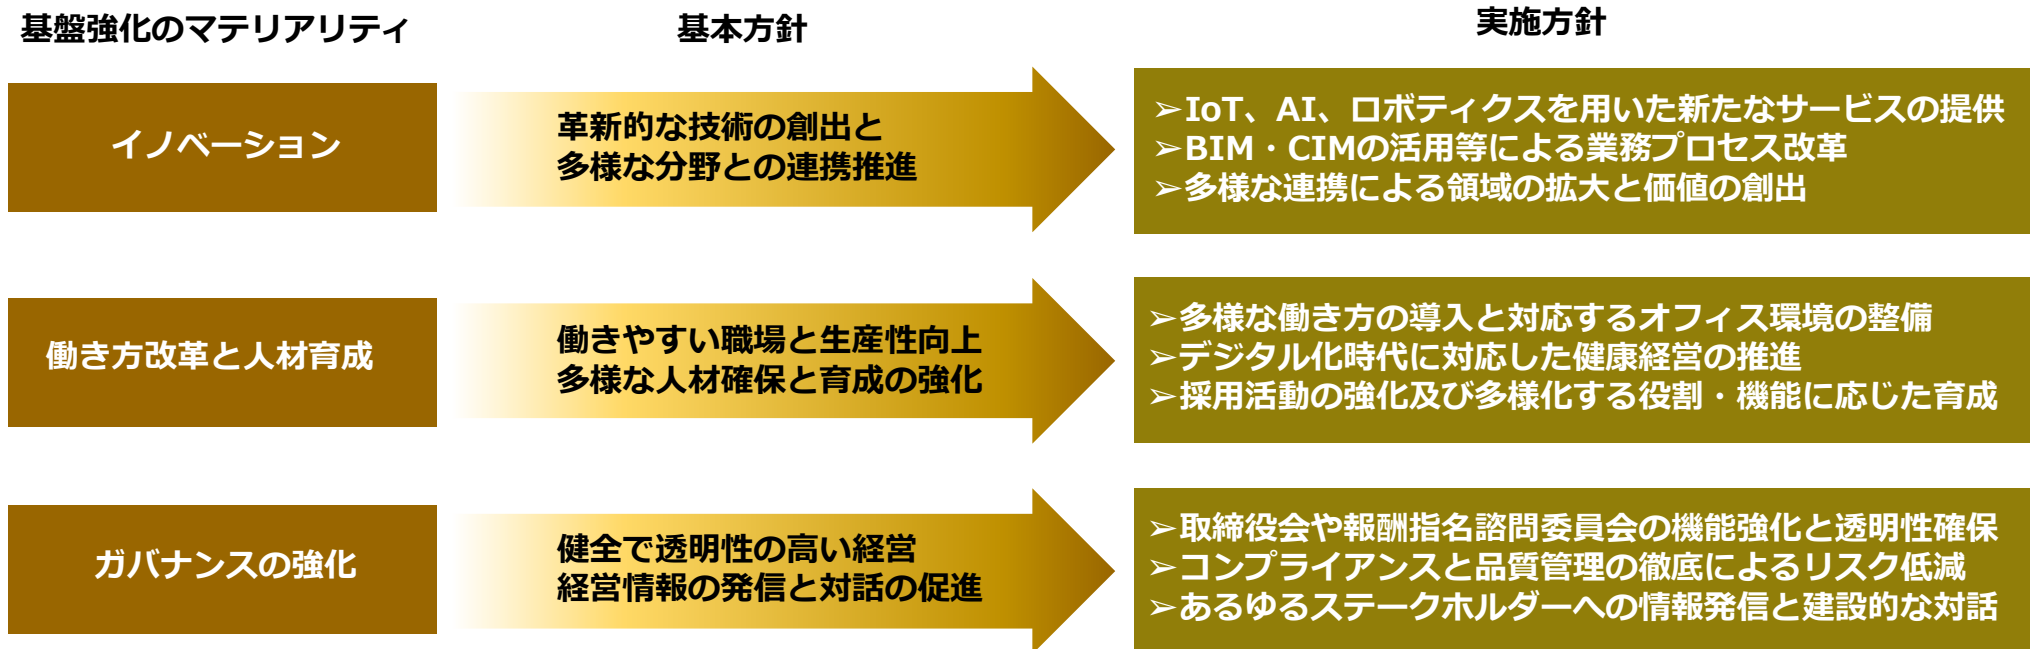 基盤強化のマテリアリティ
基本方針
実施方針
イノベーション
革新的な技術の創出と
多様な分野との連携推進
➢IoT、AI、ロボティクスを用いた新たなサービスの提供
➢BIM・CIMの活用等による業務プロセス改革
➢多様な連携による領域の拡大と価値の創出
働き方改革と人材育成
働きやすい職場と生産性向上
多様な人材確保と育成の強化
➢多様な働き方の導入と対応するオフィス環境の整備
➢デジタル化時代に対応した健康経営の推進
➢採用活動の強化及び多様化する役割・機能に応じた育成
ガバナンスの強化
健全で透明性の高い経営
経営情報の発信と対話の促進
➢取締役会や報酬指名諮問委員会の機能強化と透明性確保
➢コンプライアンスと品質管理の徹底によるリスク低減
➢あるゆるステークホルダーへの情報発信と建設的な対話